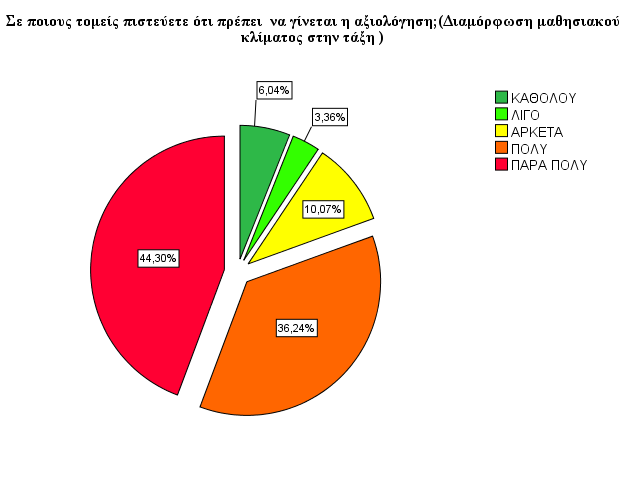 Σε ποιους τομείς πιστεύετε ότι πρέπει  να γίνεται η αξιολόγηση;(Διαμόρφωση μαθησιακού
κλίματος στην τάξη )
6,04%
3,36%
10,07%
44,30%
36,24%
ΚΑΘΟΛΟΥ
ΛΙΓΟ
ΑΡΚΕΤΑ
ΠΟΛΥ
ΠΑΡΑ ΠΟΛΥ